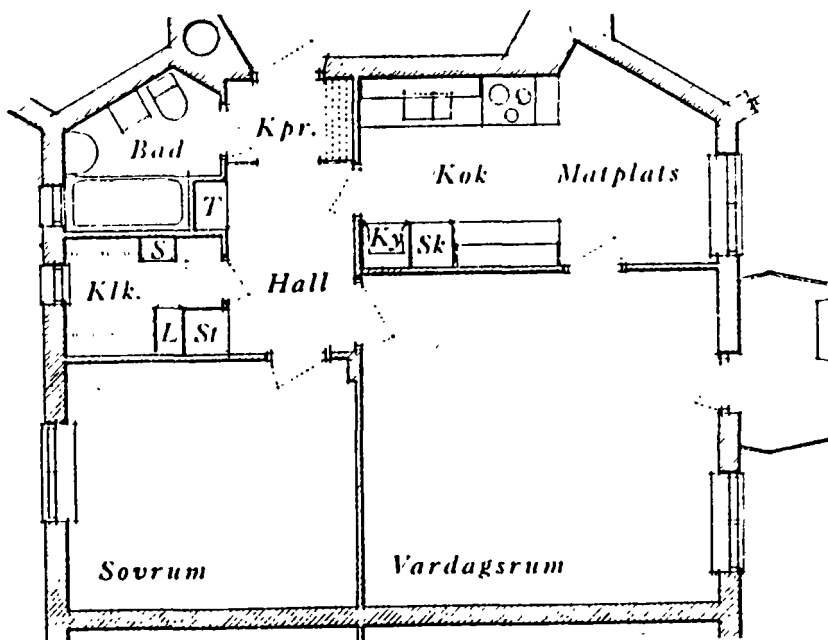 Kpr.
Bad
Kok Matplats
T
Ky Sk
S
Klk. Hall
L St
Sovrum Vardagsrum